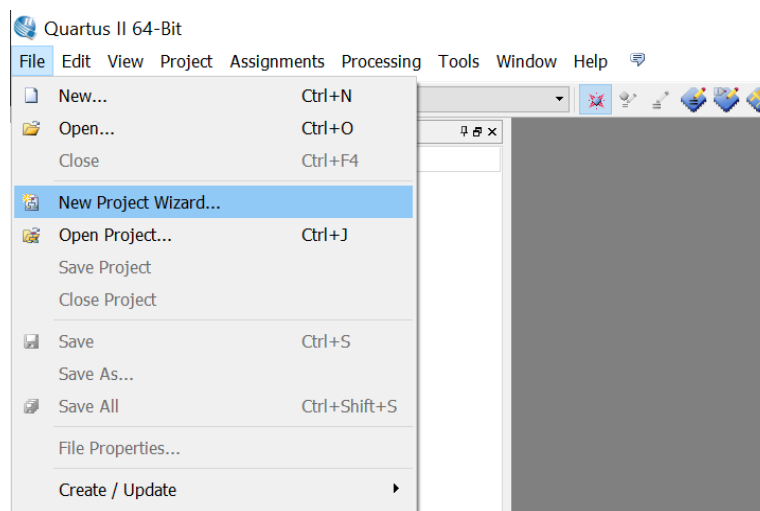 Quartus II 64-Bit
File Edit View Project Assignments Processing Tools Window Help
New... Ctrl+N
Open... Ctrl+O
Close Ctrl+F4
New Project Wizard...
Open Project... Ctrl+J
Save Project
Close Project
Save Ctrl+S
Save As...
Save All Ctrl+Shift+S
File Properties...
Create / Update